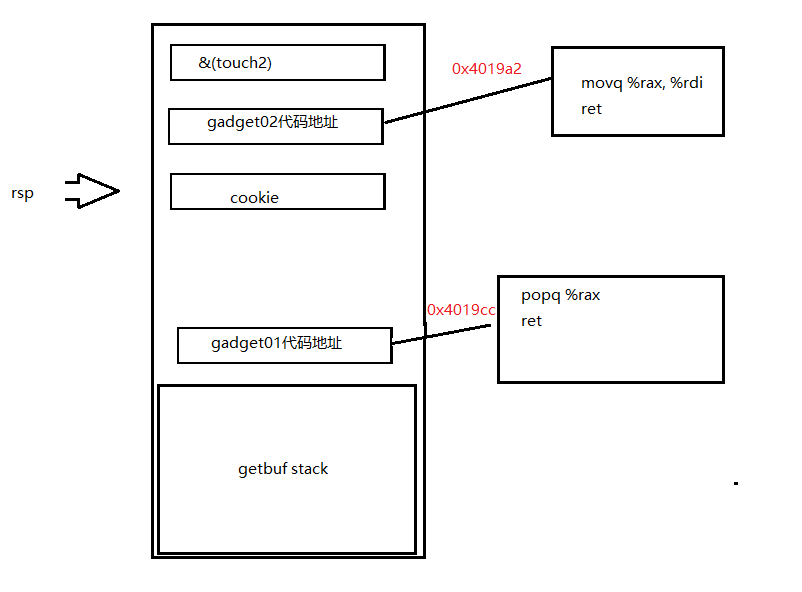 &(touch2)
0x4019a2
movq %rax, %rdi
ret
gadget02代码地址
rsp
cookie
0x4019cc
popq %rax
ret
gadget01代码地址
getbuf stack